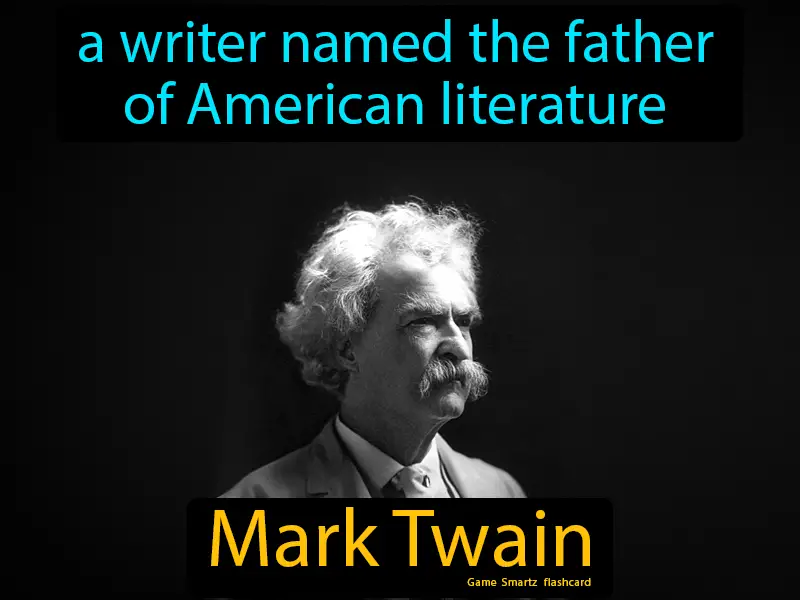 a writer named the father
of American literature
Mark Twain
Game Smartz flashcard